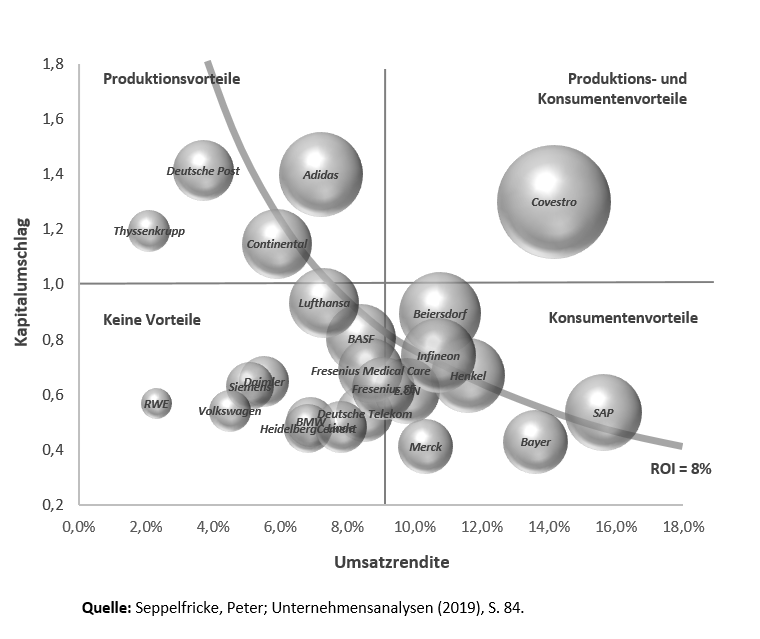 Produktionsvorteile
Produktions- und
Konsumentenvorteile
Keine Vorteile
Konsumentenvorteile
Kapitalumschlag
1,8
1,6
1,4
1,2
1,0
0,8
0,6
0,4
0,2
Deutsche Post
Adidas
Covestro
Thyssenkrupp
Continental
Lufthansa
Beiersdorf
BASF
Infineon
Fresenius Medical Care
Henkel
Daimler
Siemens
Fresenius
E.ON
RWE
Volkswagen
Deutsche Telekom
SAP
BMW
HeidelbergCement
Linde
Merck
Bayer
ROI = 8%
0,0%
2,0%
4,0%
6,0%
8,0%
10,0%
12,0%
14,0%
16,0%
18,0%
Umsatzrendite
Quelle: Seppelfricke, Peter; Unternehmensanalysen (2019), S. 84.